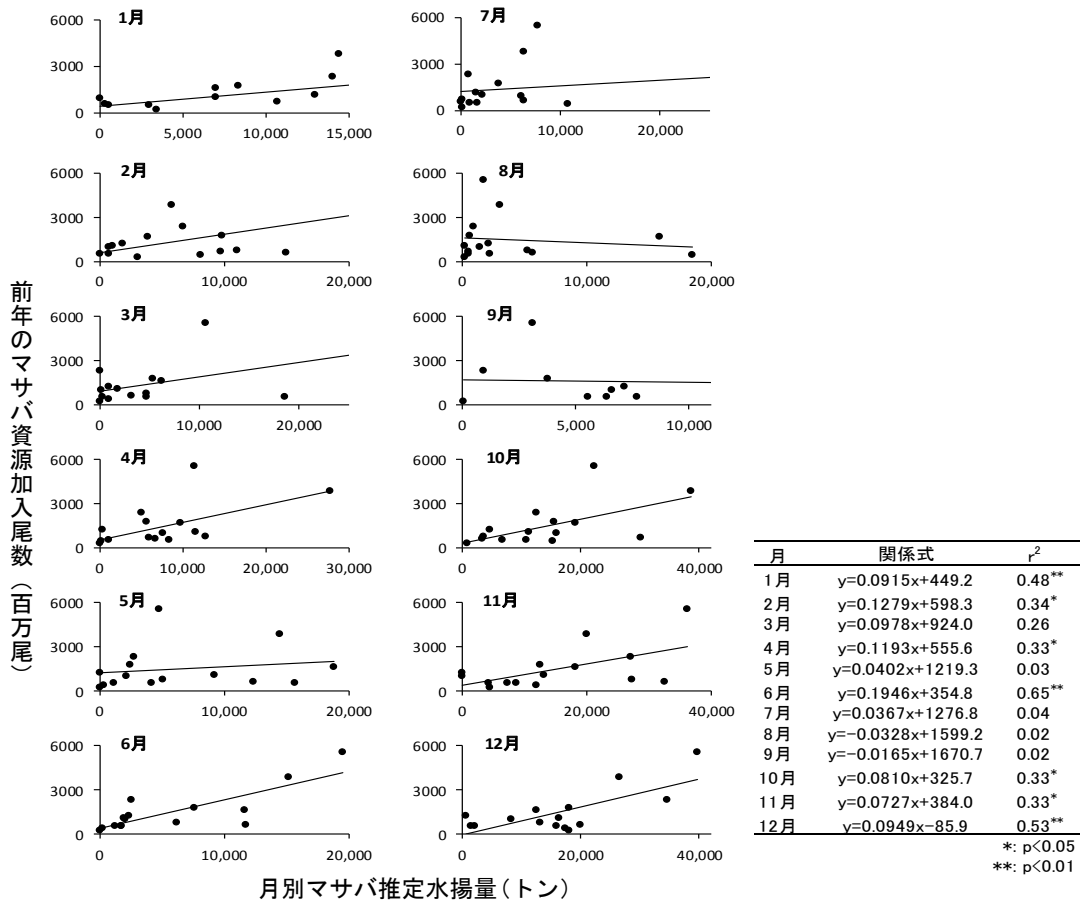 前年のマサバ資源加入尾数（百万尾）
1月
6000
3000
0
0 5,000 10,000 15,000
2月
6000
3000
0
0 10,000 20,000
3月
6000
3000
0
0 10,000 20,000
4月
6000
3000
0
0 10,000 20,000 30,000
5月
6000
3000
0
0 10,000 20,000
6月
6000
3000
0
0 10,000 20,000
7月
6000
3000
0
0 10,000 20,000
8月
6000
3000
0
0 10,000 20,000
9月
6000
3000
0
0 5,000 10,000
10月
6000
3000
0
0 20,000 40,000
11月
6000
3000
0
0 20,000 40,000
12月
6000
3000
0
0 20,000 40,000
月別マサバ推定水揚量（トン）
月 関係式 r²
1月 y=0.0915x+449.2 0.48**
2月 y=0.1279x+598.3 0.34*
3月 y=0.0978x+924.0 0.26
4月 y=0.1193x+555.6 0.33*
5月 y=0.0402x+1219.3 0.03
6月 y=0.1946x+354.8 0.65**
7月 y=0.0367x+1276.8 0.04
8月 y=-0.0328x+1599.2 0.02
9月 y=-0.0165x+1670.7 0.02
10月 y=0.0810x+325.7 0.33*
11月 y=0.0727x+384.0 0.33*
12月 y=0.0949x-85.9 0.53**
*: p<0.05
**: p<0.01